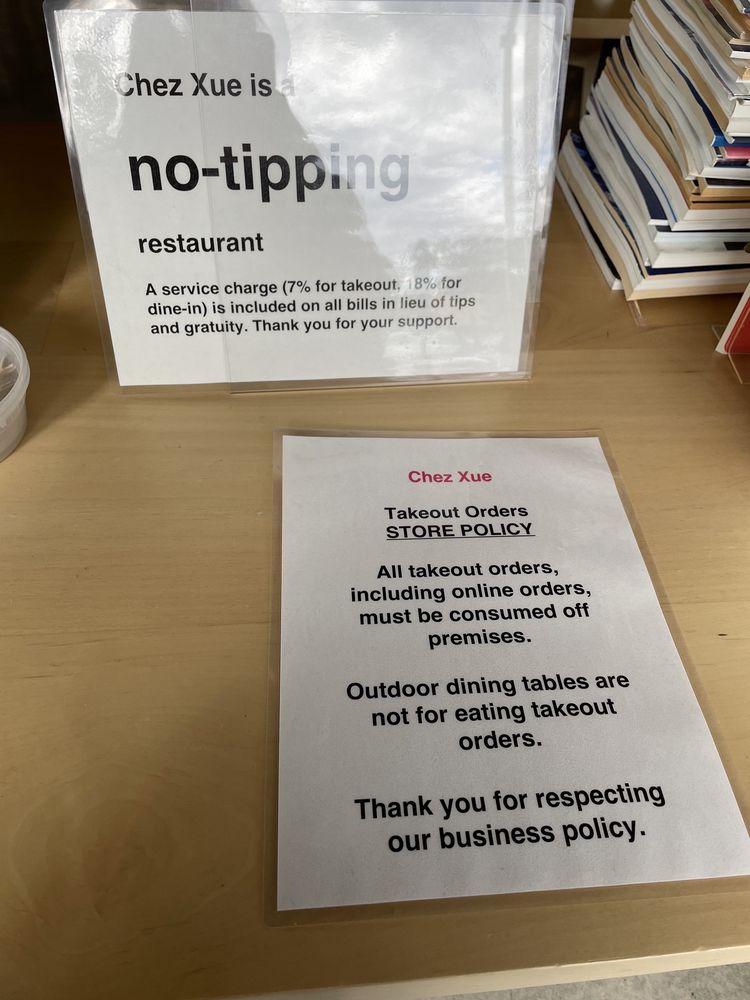 Chez Xue is a
no-tipping
restaurant
A service charge (7% for takeout, 18% for
dine-in) is included on all bills in lieu of tips
and gratuity. Thank you for your support.
Chez Xue
Takeout Orders
STORE POLICY
All takeout orders,
including online orders,
must be consumed off
premises.
Outdoor dining tables are
not for eating takeout
orders.
Thank you for respecting
our business policy.